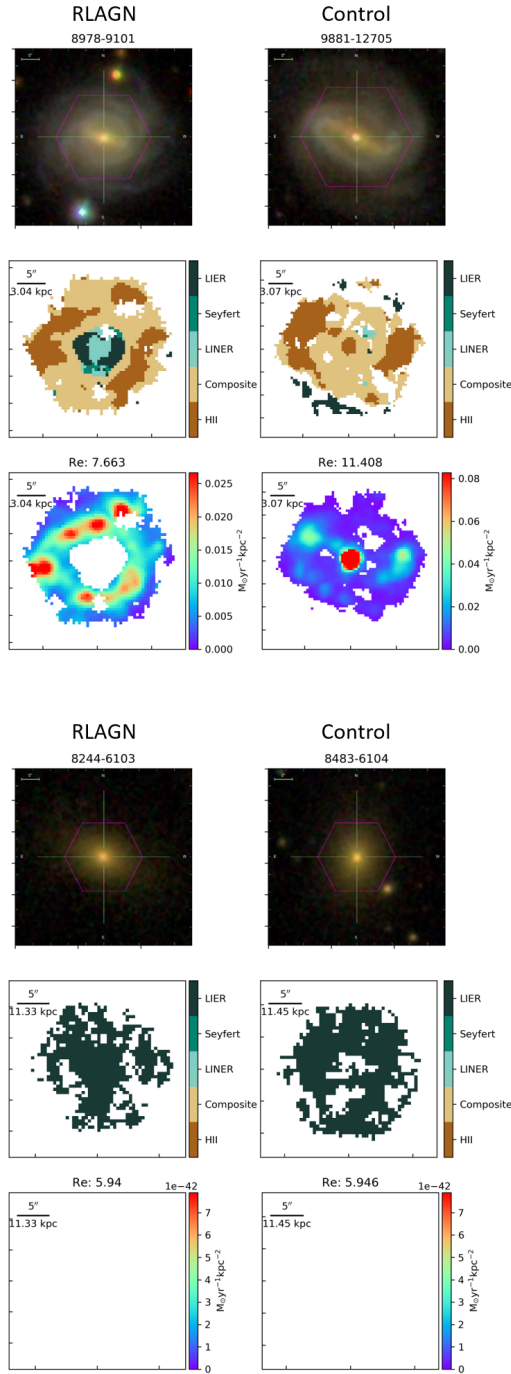 RLAGN Control
8978-9101 9881-12705
E W E W
S S
5″ 5″
3.04 kpc 3.07 kpc
LIER LIER
Seyfert Seyfert
LINER LINER
Composite Composite
HII HII
Re: 7.663 Re: 11.408
5″ 5″
3.04 kpc 3.07 kpc
0.025 0.08
0.020 0.06
0.015 0.04
0.010 0.02
0.005 0.00
0.000
M⊙yr⁻¹kpc⁻² M⊙yr⁻¹kpc⁻²
RLAGN Control
8244-6103 8483-6104
E W E W
S S
5″ 5″
11.33 kpc 11.45 kpc
LIER LIER
Seyfert Seyfert
LINER LINER
Composite Composite
HII HII
Re: 5.94 1e−42 Re: 5.946 1e−42
5″ 5″
11.33 kpc 11.45 kpc
7 7
6 6
5 5
4 4
3 3
2 2
1 1
0 0
M⊙yr⁻¹kpc⁻² M⊙yr⁻¹kpc⁻²